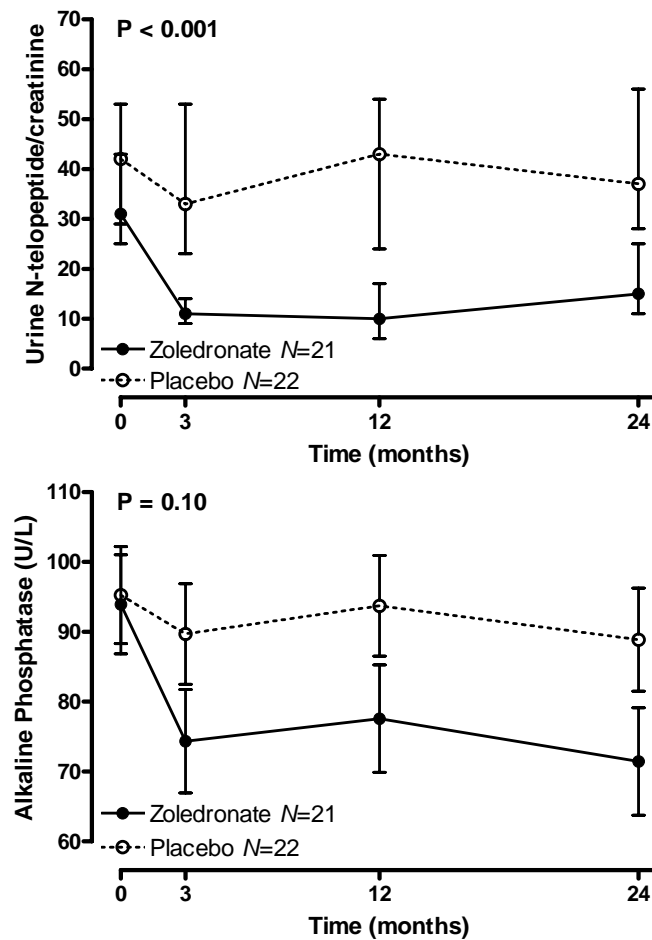 P < 0.001
Urine N-telopeptide/creatinine
70
60
50
40
30
20
10
0
Zoledronate N=21
Placebo N=22
0 3 12 24
Time (months)
P = 0.10
Alkaline Phosphatase (U/L)
110
100
90
80
70
60
Zoledronate N=21
Placebo N=22
0 3 12 24
Time (months)